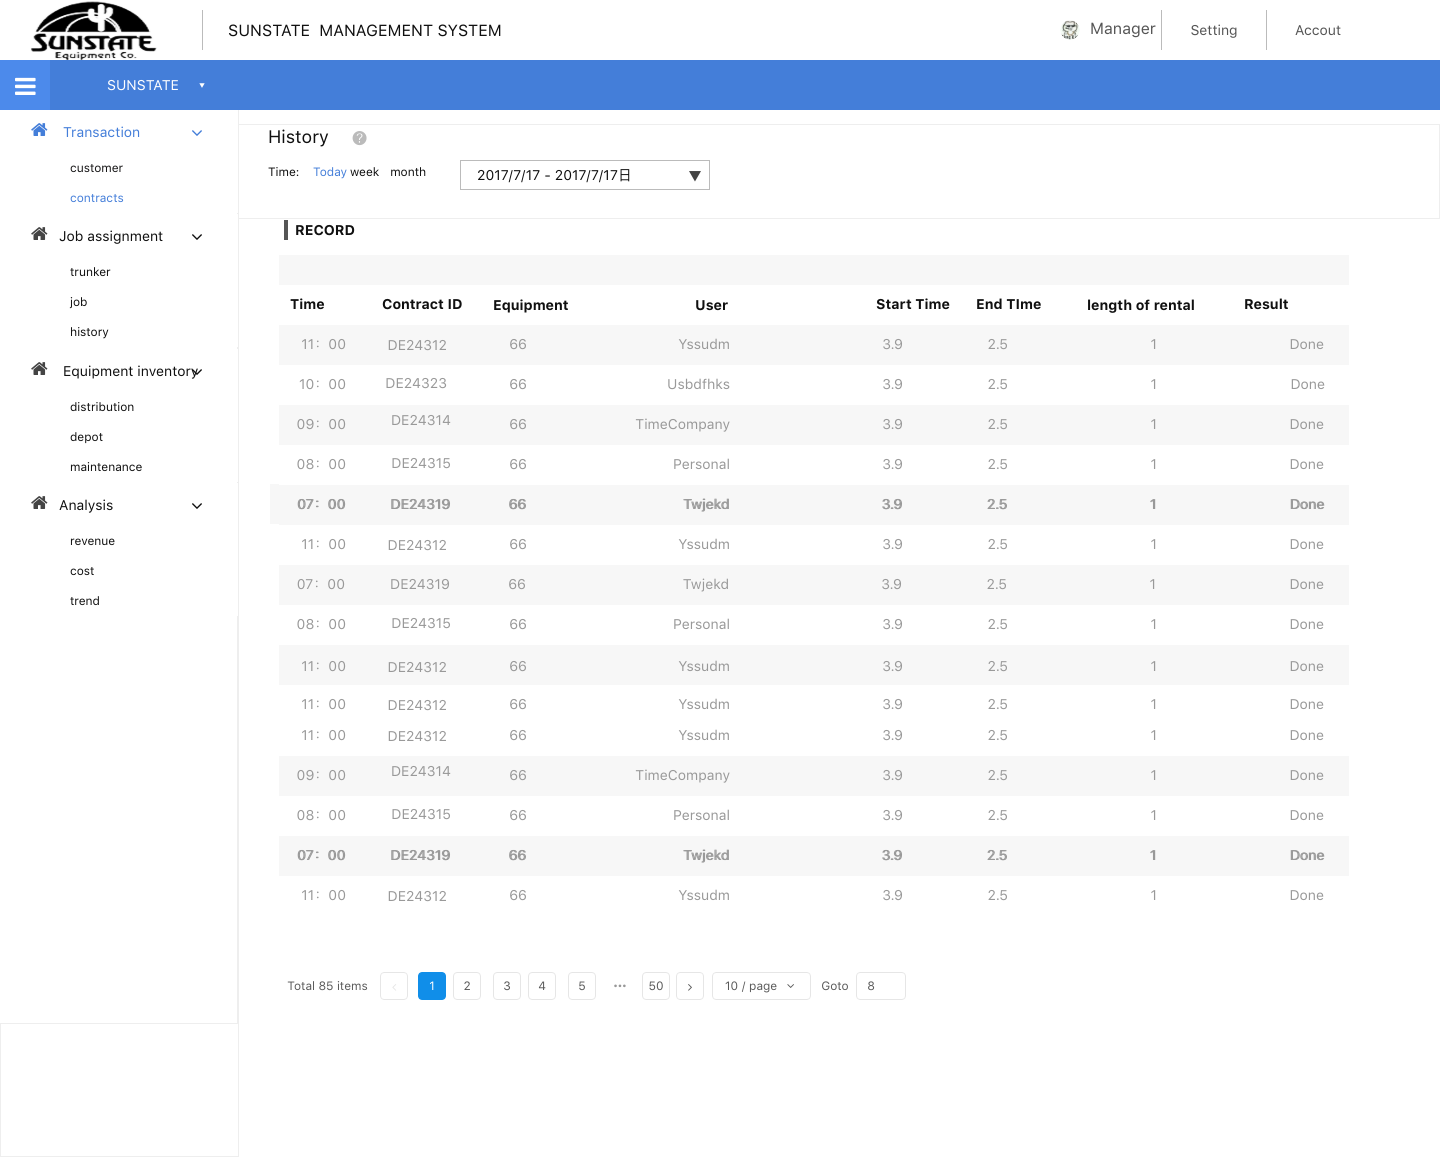 SUNSTATE
Equipment Co.
SUNSTATE  MANAGEMENT SYSTEM
Manager
Setting
Accout
SUNSTATE ▾
Transaction
customer
contracts
Job assignment
trunker
job
history
Equipment inventory
distribution
depot
maintenance
Analysis
revenue
cost
trend
History ?
Time: Today week month 2017/7/17 - 2017/7/17日
RECORD
Time Contract ID Equipment User Start Time End TIme length of rental Result
11: 00 DE24312 66 Yssudm 3.9 2.5 1 Done
10: 00 DE24323 66 Usbdfhks 3.9 2.5 1 Done
09: 00 DE24314 66 TimeCompany 3.9 2.5 1 Done
08: 00 DE24315 66 Personal 3.9 2.5 1 Done
07: 00 DE24319 66 Twjekd 3.9 2.5 1 Done
11: 00 DE24312 66 Yssudm 3.9 2.5 1 Done
07: 00 DE24319 66 Twjekd 3.9 2.5 1 Done
08: 00 DE24315 66 Personal 3.9 2.5 1 Done
11: 00 DE24312 66 Yssudm 3.9 2.5 1 Done
11: 00 DE24312 66 Yssudm 3.9 2.5 1 Done
11: 00 DE24312 66 Yssudm 3.9 2.5 1 Done
09: 00 DE24314 66 TimeCompany 3.9 2.5 1 Done
08: 00 DE24315 66 Personal 3.9 2.5 1 Done
07: 00 DE24319 66 Twjekd 3.9 2.5 1 Done
11: 00 DE24312 66 Yssudm 3.9 2.5 1 Done
Total 85 items < 1 2 3 4 5 ••• 50 > 10 / page Goto 8